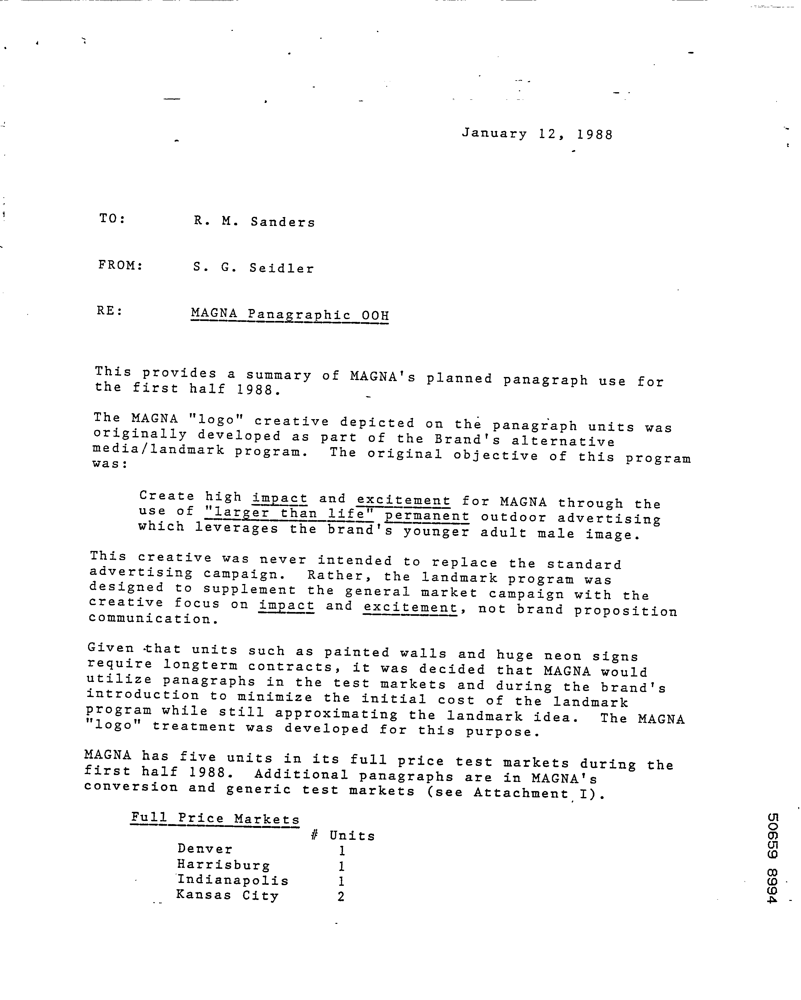 January 12, 1988
TO: R. M. Sanders
FROM: S. G. Seidler
RE: MAGNA Panagraphic OOH
This provides a summary of MAGNA's planned panagraph use for
the first half 1988.
The MAGNA "logo" creative depicted on the panagraph units was
originally developed as part of the Brand's alternative
media/landmark program. The original objective of this program
was:
Create high impact and excitement for MAGNA through the
use of "larger than life" permanent outdoor advertising
which leverages the brand's younger adult male image.
This creative was never intended to replace the standard
advertising campaign. Rather, the landmark program was
designed to supplement the general market campaign with the
creative focus on impact and excitement, not brand proposition
communication.
Given that units such as painted walls and huge neon signs
require longterm contracts, it was decided that MAGNA would
utilize panagraphs in the test markets and during the brand's
introduction to minimize the initial cost of the landmark
program while still approximating the landmark idea. The MAGNA
"logo" treatment was developed for this purpose.
MAGNA has five units in its full price test markets during the
first half 1988. Additional panagraphs are in MAGNA's
conversion and generic test markets (see Attachment I).
Full Price Markets
# Units
Denver 1
Harrisburg 1
Indianapolis 1
Kansas City 2
50659 8994